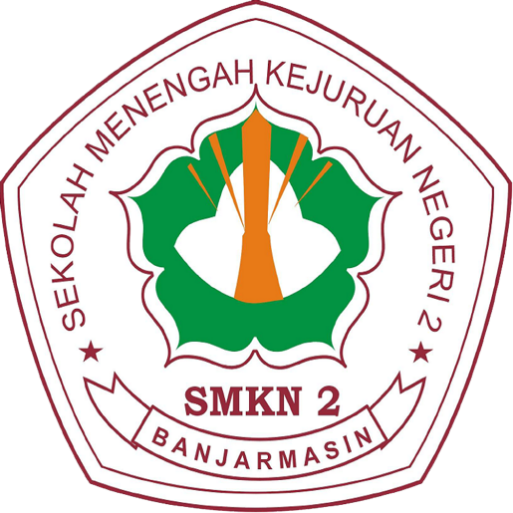 SEKOLAH MENENGAH KEJURUAN NEGERI 2
SMKN 2
BANJARMASIN